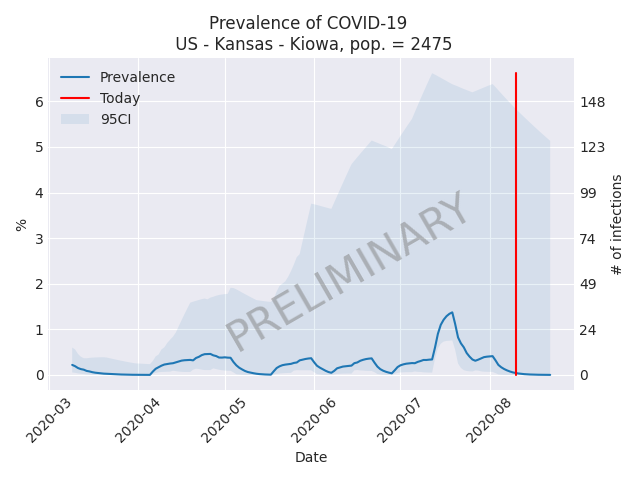 Prevalence of COVID-19
US - Kansas - Kiowa, pop. = 2475
Prevalence
Today
95CI
PRELIMINARY
%
6
5
4
3
2
1
0
148
123
99
74
49
24
0
# of infections
2020-03
2020-04
2020-05
2020-06
2020-07
2020-08
Date